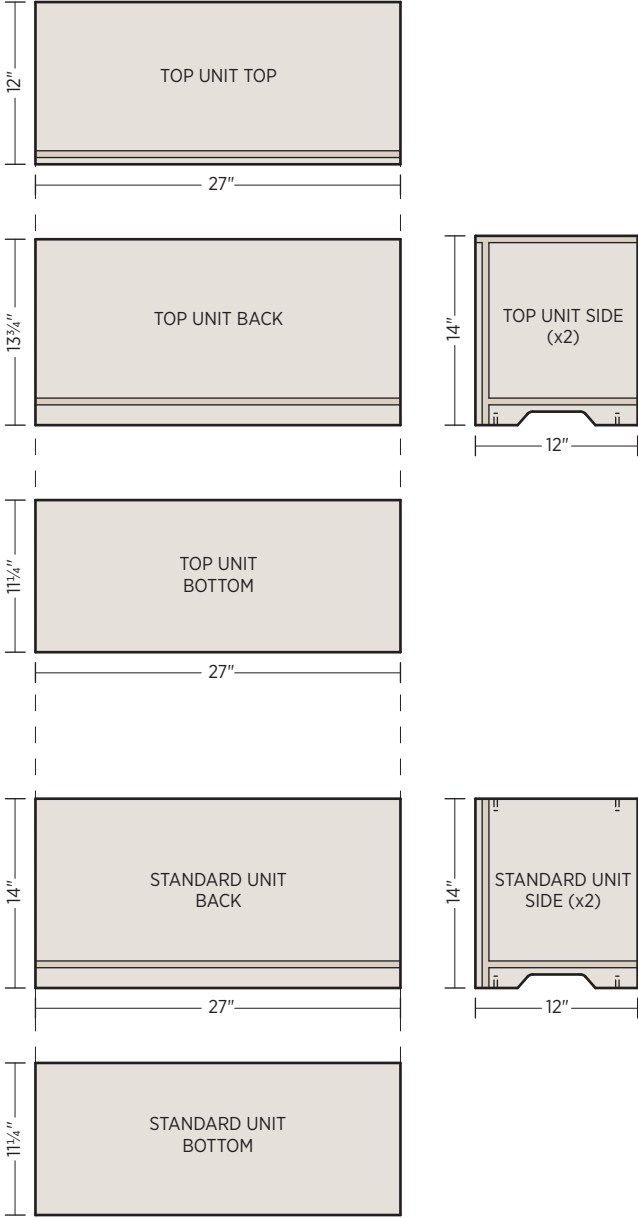 TOP UNIT TOP
12"
27"
TOP UNIT BACK
13¾"
TOP UNIT SIDE
(x2)
14"
12"
TOP UNIT
BOTTOM
11¼"
27"
STANDARD UNIT
BACK
14"
27"
STANDARD UNIT
SIDE (x2)
14"
12"
STANDARD UNIT
BOTTOM
11¼"